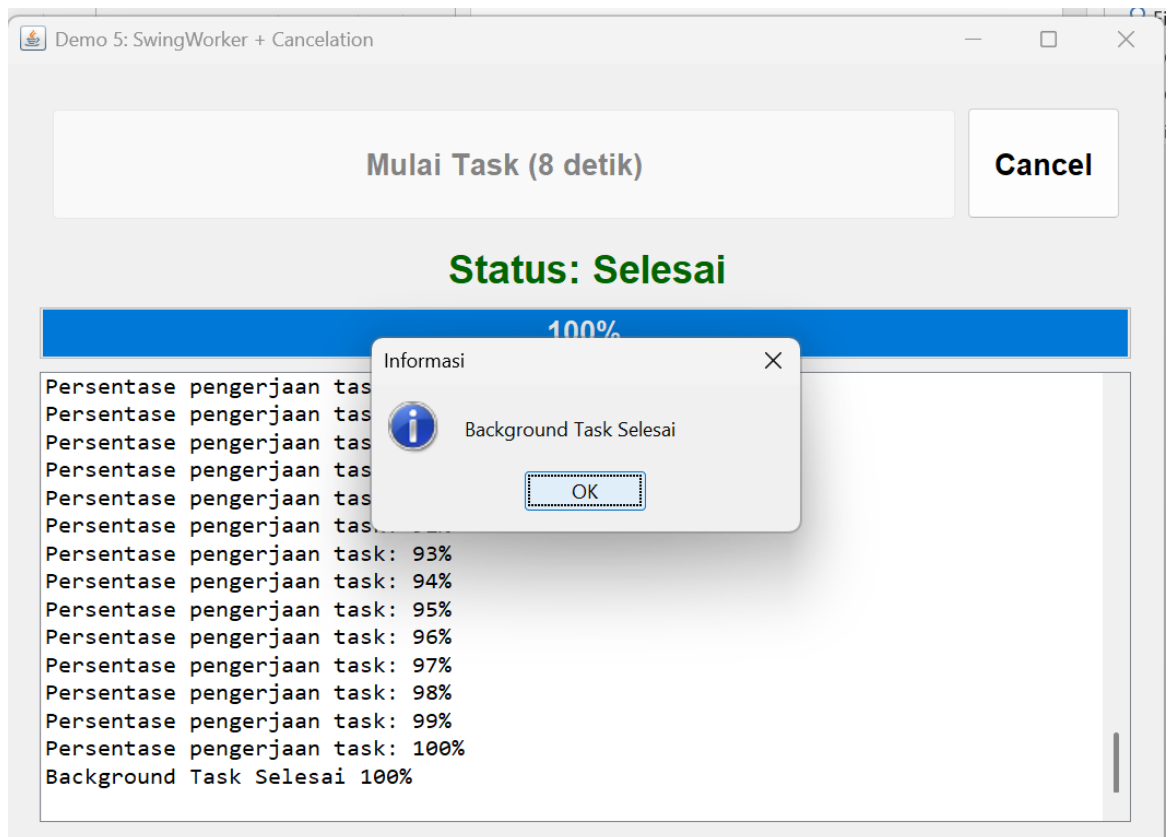 Demo 5: SwingWorker + Cancelation
Mulai Task (8 detik)
Cancel
Status: Selesai
100%
Informasi
Background Task Selesai
OK
Persentase pengerjaan tas
Persentase pengerjaan tas
Persentase pengerjaan tas
Persentase pengerjaan tas
Persentase pengerjaan tas
Persentase pengerjaan tas
Persentase pengerjaan task: 93%
Persentase pengerjaan task: 94%
Persentase pengerjaan task: 95%
Persentase pengerjaan task: 96%
Persentase pengerjaan task: 97%
Persentase pengerjaan task: 98%
Persentase pengerjaan task: 99%
Persentase pengerjaan task: 100%
Background Task Selesai 100%